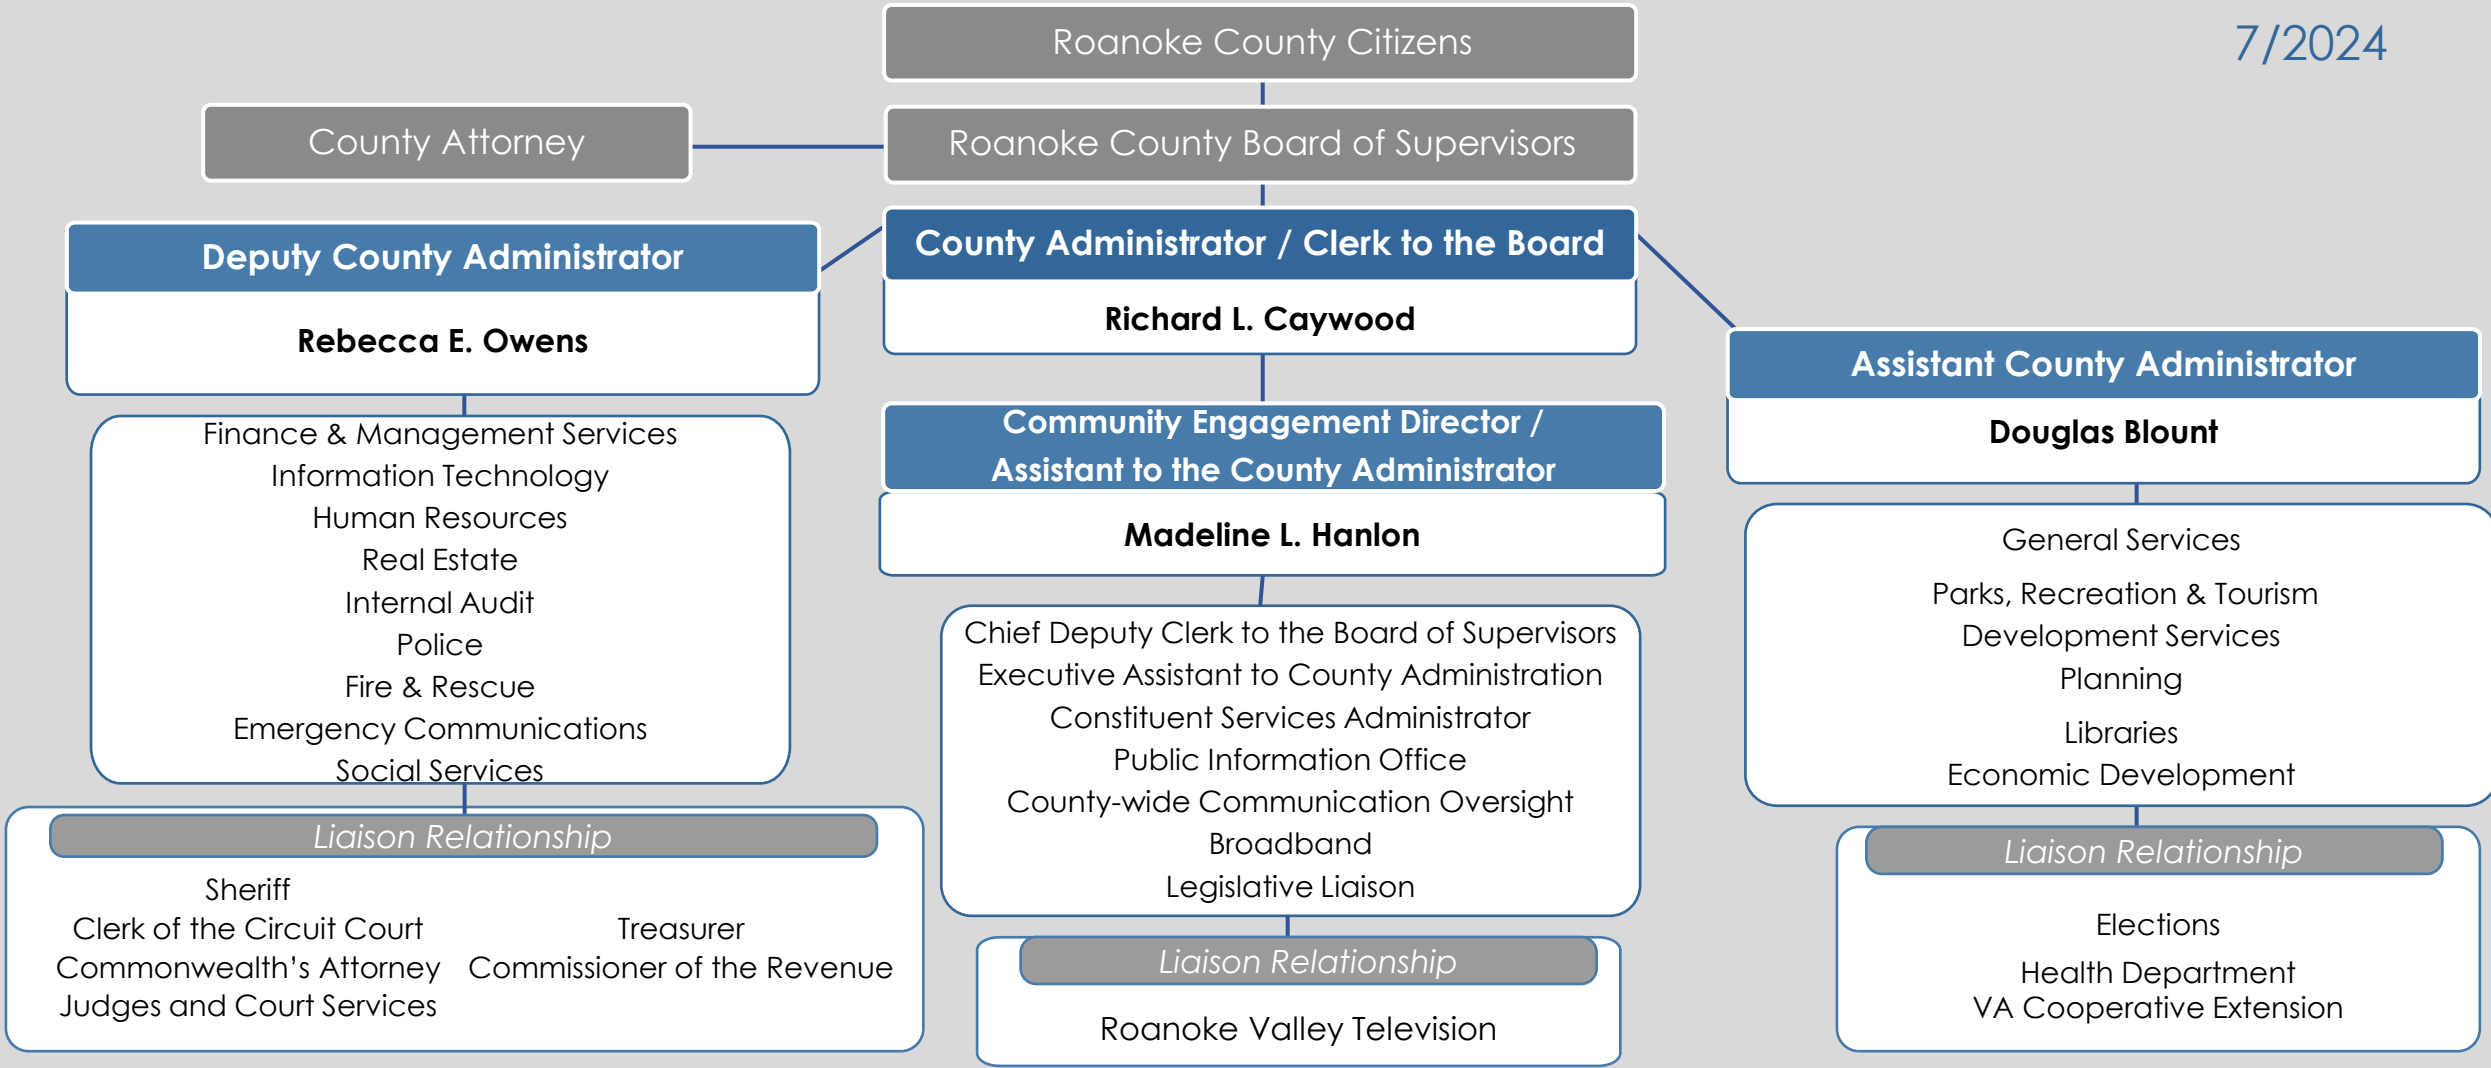 Roanoke County Citizens
7/2024
County Attorney
Roanoke County Board of Supervisors
Deputy County Administrator
Rebecca E. Owens
County Administrator / Clerk to the Board
Richard L. Caywood
Assistant County Administrator
Douglas Blount
Finance & Management Services
Information Technology
Human Resources
Real Estate
Internal Audit
Police
Fire & Rescue
Emergency Communications
Social Services
Liaison Relationship
Sheriff
Clerk of the Circuit Court
Commonwealth’s Attorney
Judges and Court Services
Treasurer
Commissioner of the Revenue
Community Engagement Director /
Assistant to the County Administrator
Madeline L. Hanlon
Chief Deputy Clerk to the Board of Supervisors
Executive Assistant to County Administration
Constituent Services Administrator
Public Information Office
County-wide Communication Oversight
Broadband
Legislative Liaison
Liaison Relationship
Roanoke Valley Television
General Services
Parks, Recreation & Tourism
Development Services
Planning
Libraries
Economic Development
Liaison Relationship
Elections
Health Department
VA Cooperative Extension